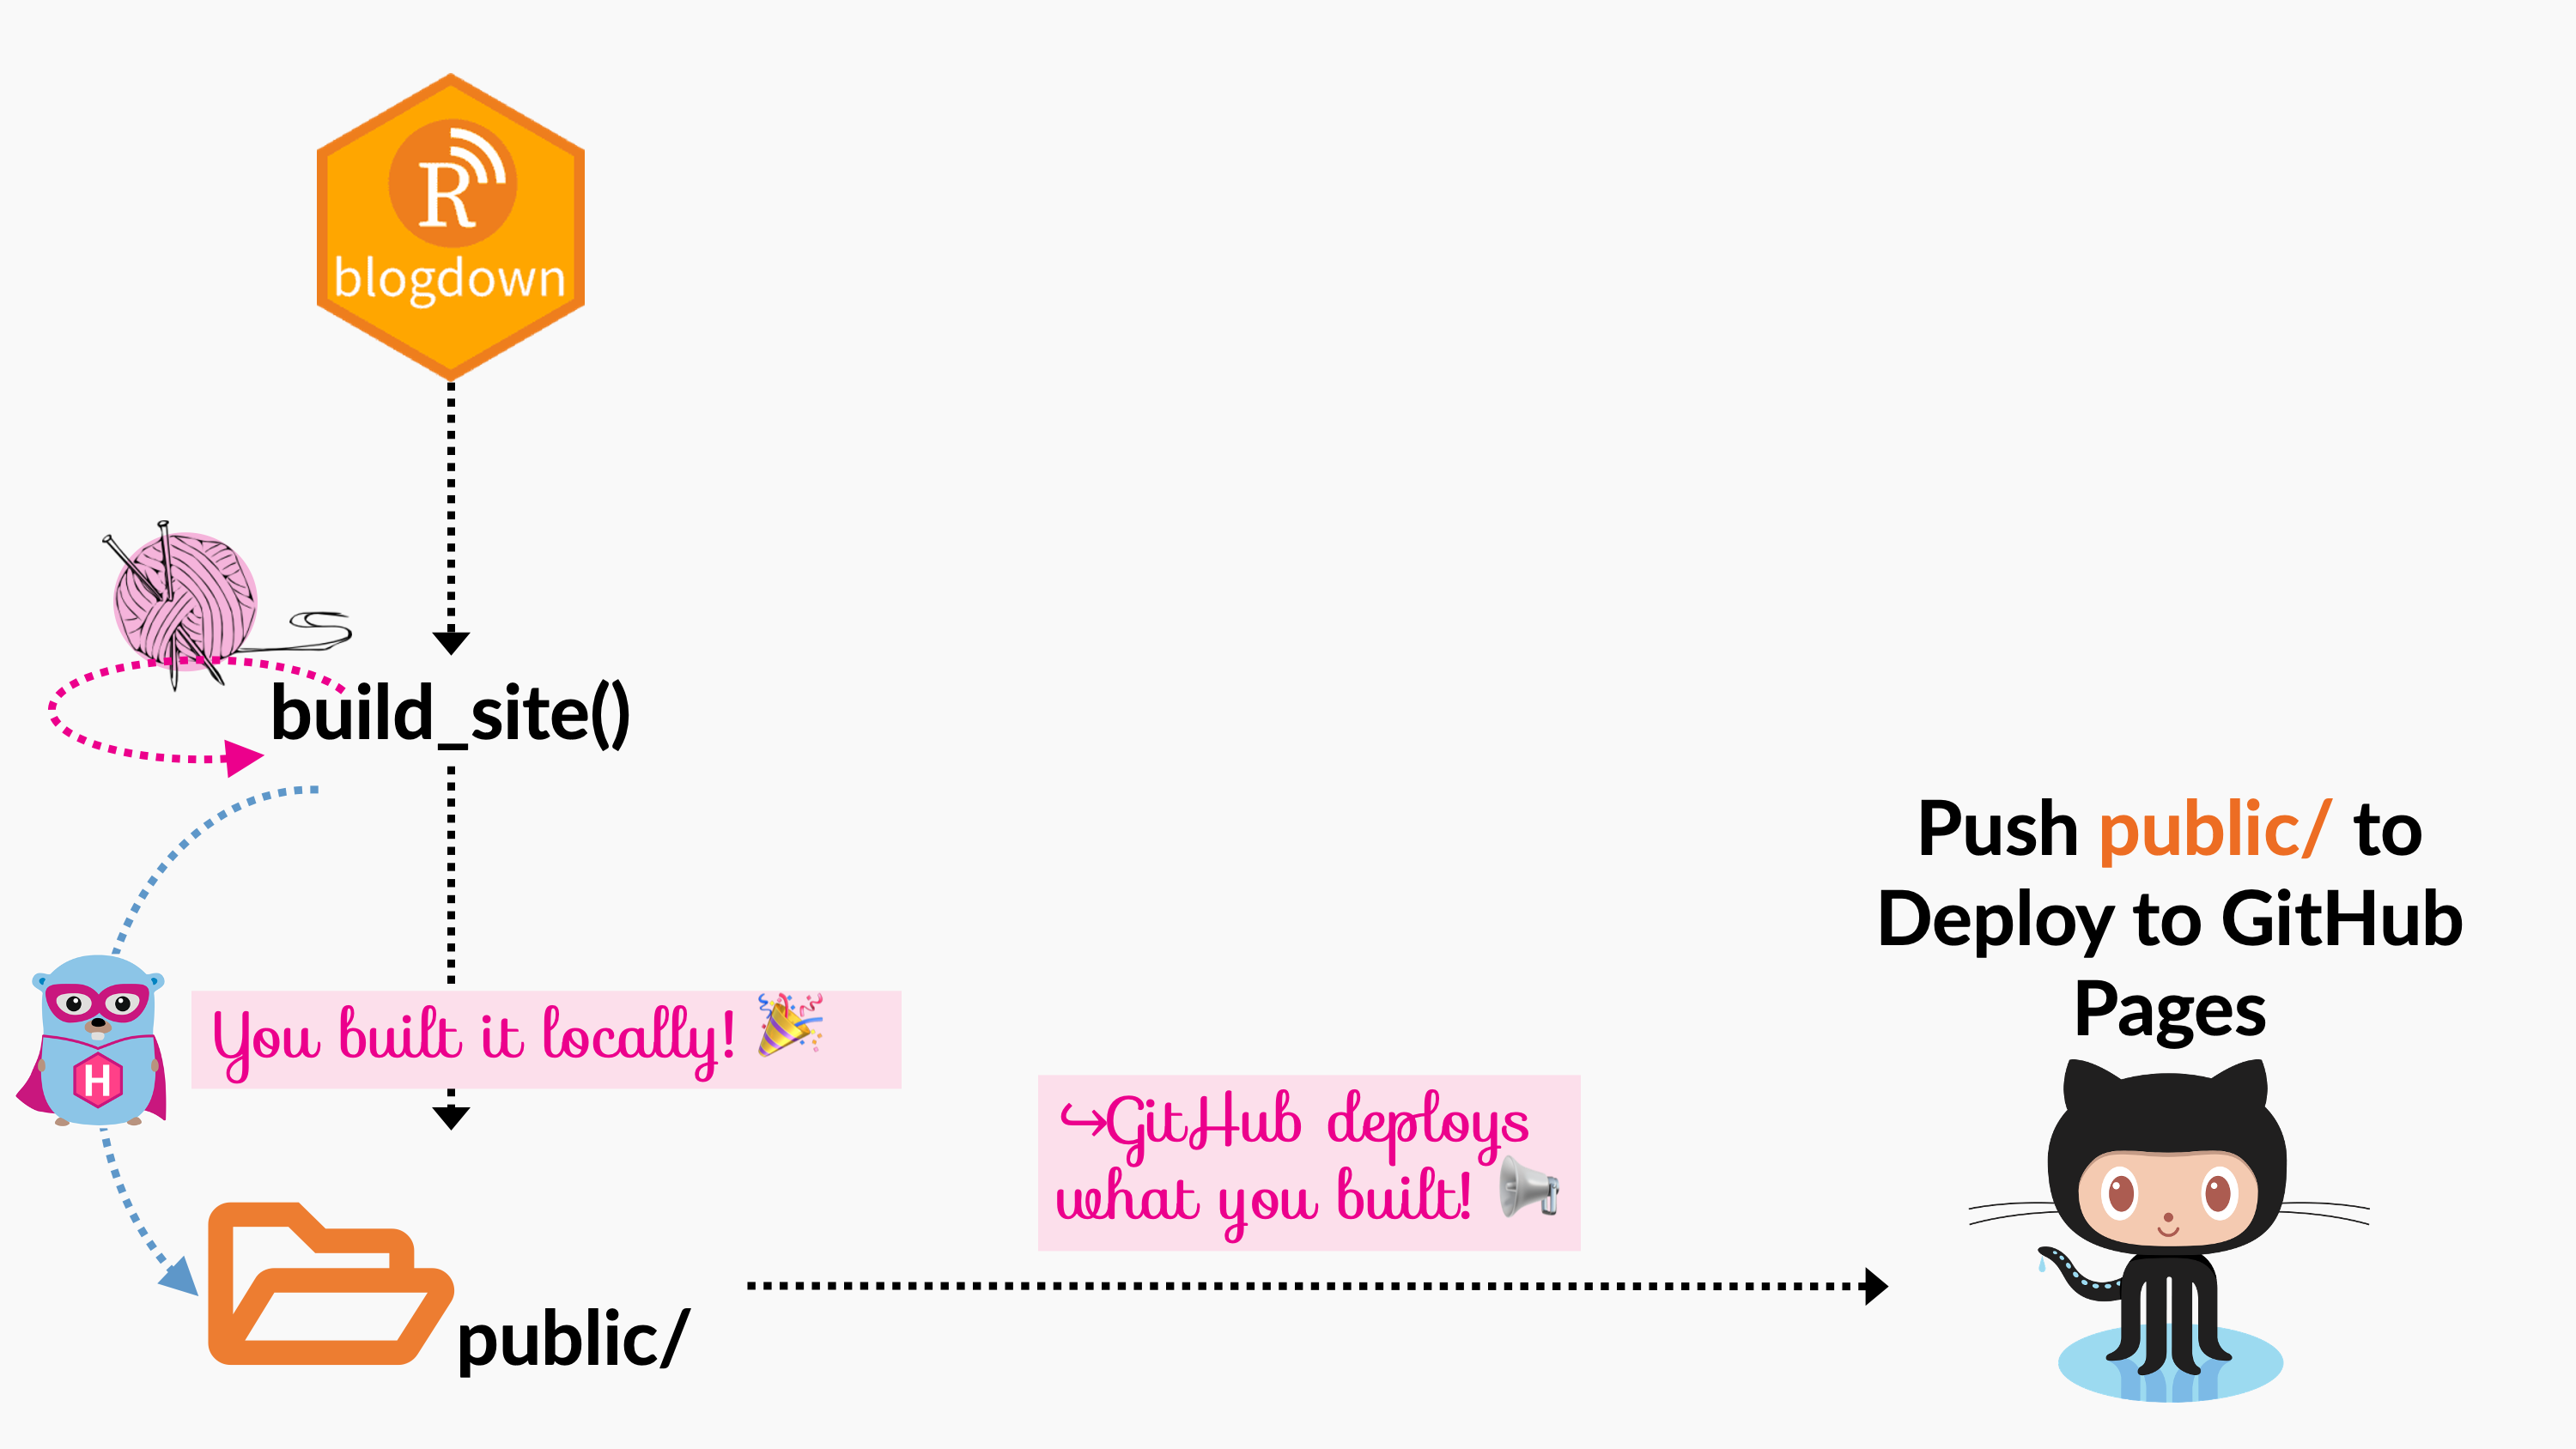 R
blogdown
build_site()
H
You built it locally! 🎉
public/
↪GitHub deploys
what you built! 📢
Push public/ to
Deploy to GitHub
Pages